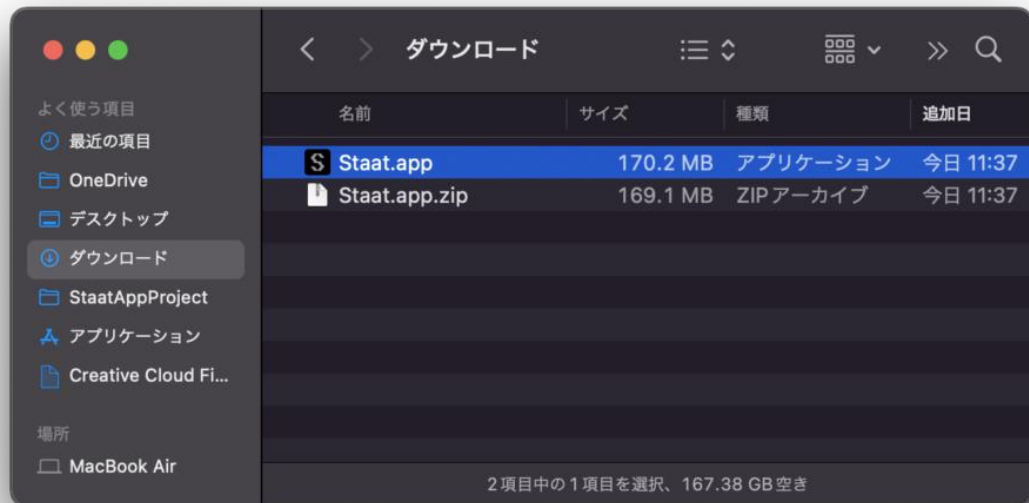 ダウンロード
よく使う項目
最近の項目
OneDrive
デスクトップ
ダウンロード
StaatAppProject
アプリケーション
Creative Cloud Fi...
場所
MacBook Air
名前 サイズ 種類 追加日
Staat.app 170.2 MB アプリケーション 今日 11:37
Staat.app.zip 169.1 MB ZIPアーカイブ 今日 11:37
2項目中の1項目を選択、167.38 GB空き